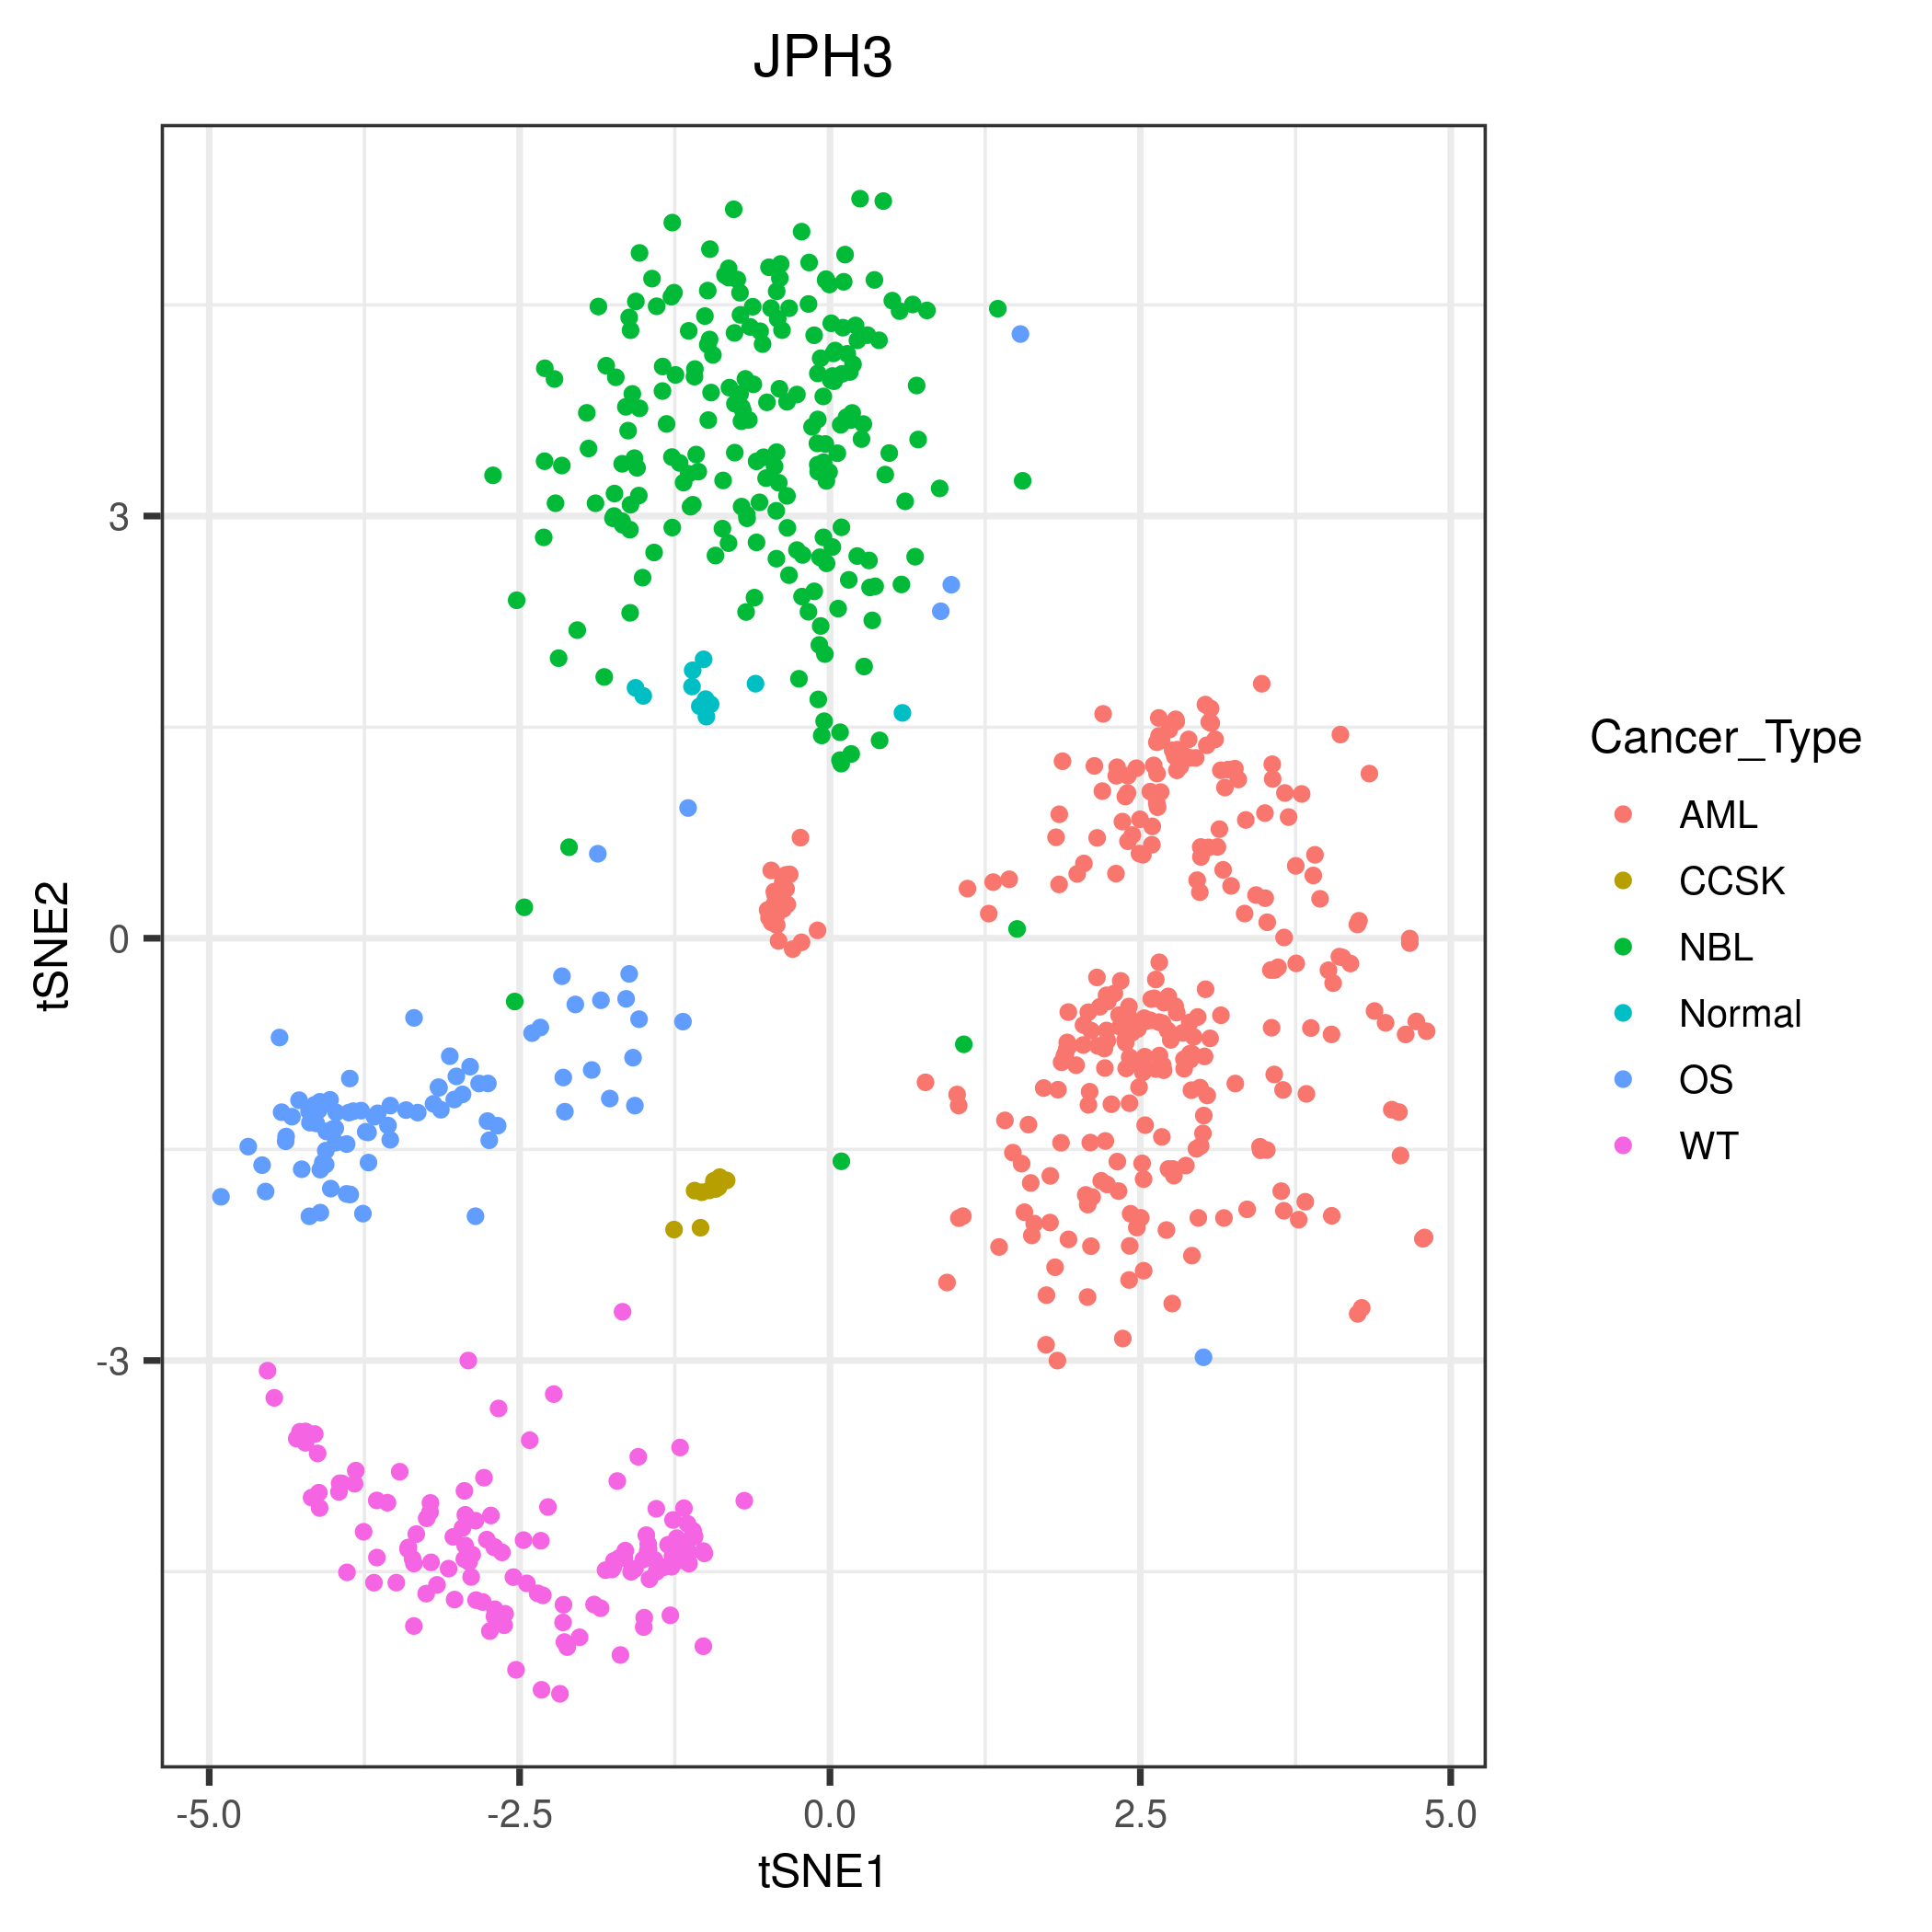 JPH3
tSNE2
3
0
-3
-5.0
-2.5
0.0
2.5
5.0
tSNE1
Cancer_Type
AML
CCSK
NBL
Normal
OS
WT